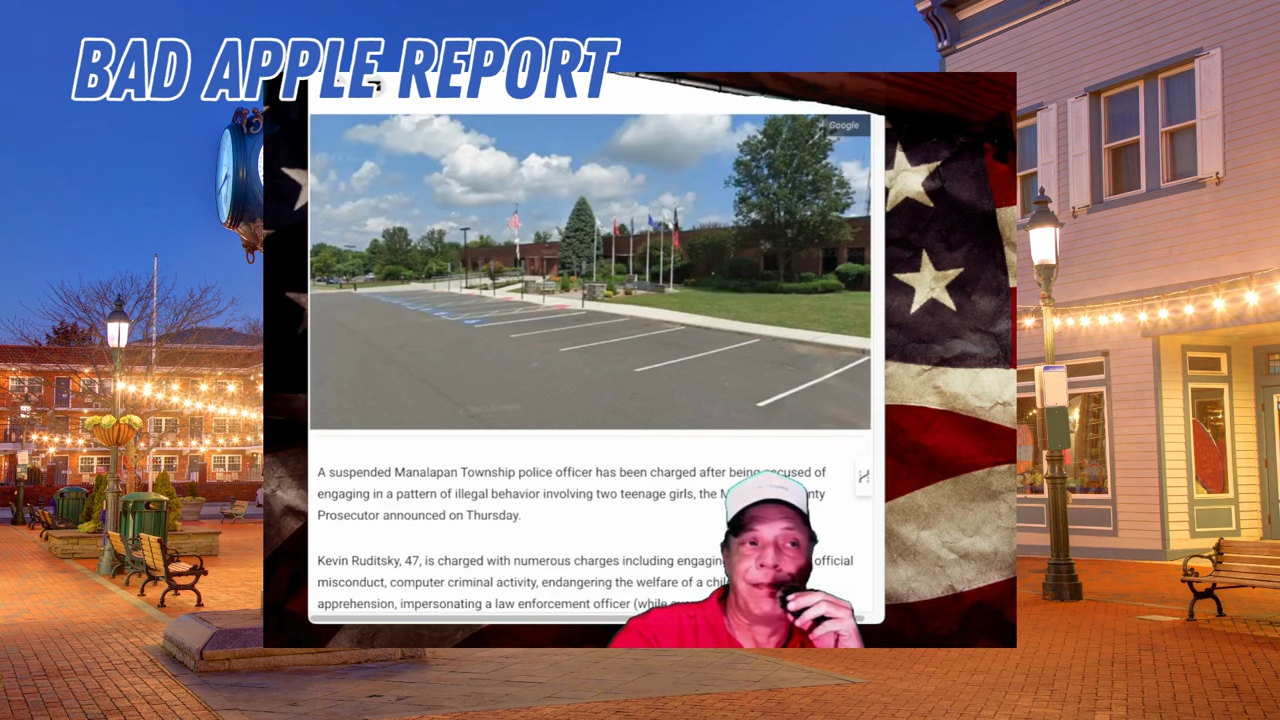 BAD APPLE REPORT
Google
A suspended Manalapan Township police officer has been charged after being accused of
engaging in a pattern of illegal behavior involving two teenage girls, the
Prosecutor announced on Thursday.
Kevin Ruditsky, 47, is charged with numerous charges including engaging official
misconduct, computer criminal activity, endangering the welfare of a
apprehension, impersonating a law enforcement officer (while